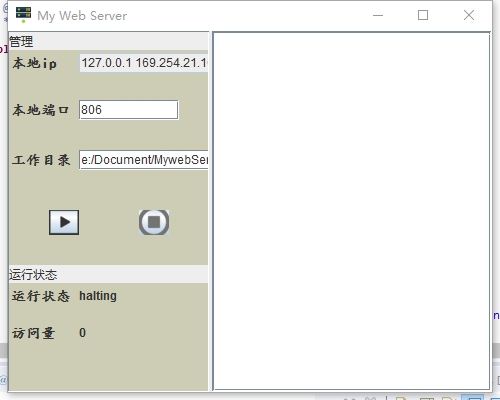 My Web Server
管理
本地ip 127.0.0.1 169.254.21.1
本地端口 806
工作目录 e:/Document/MywebSer
运行状态
运行状态 halting
访问量 0